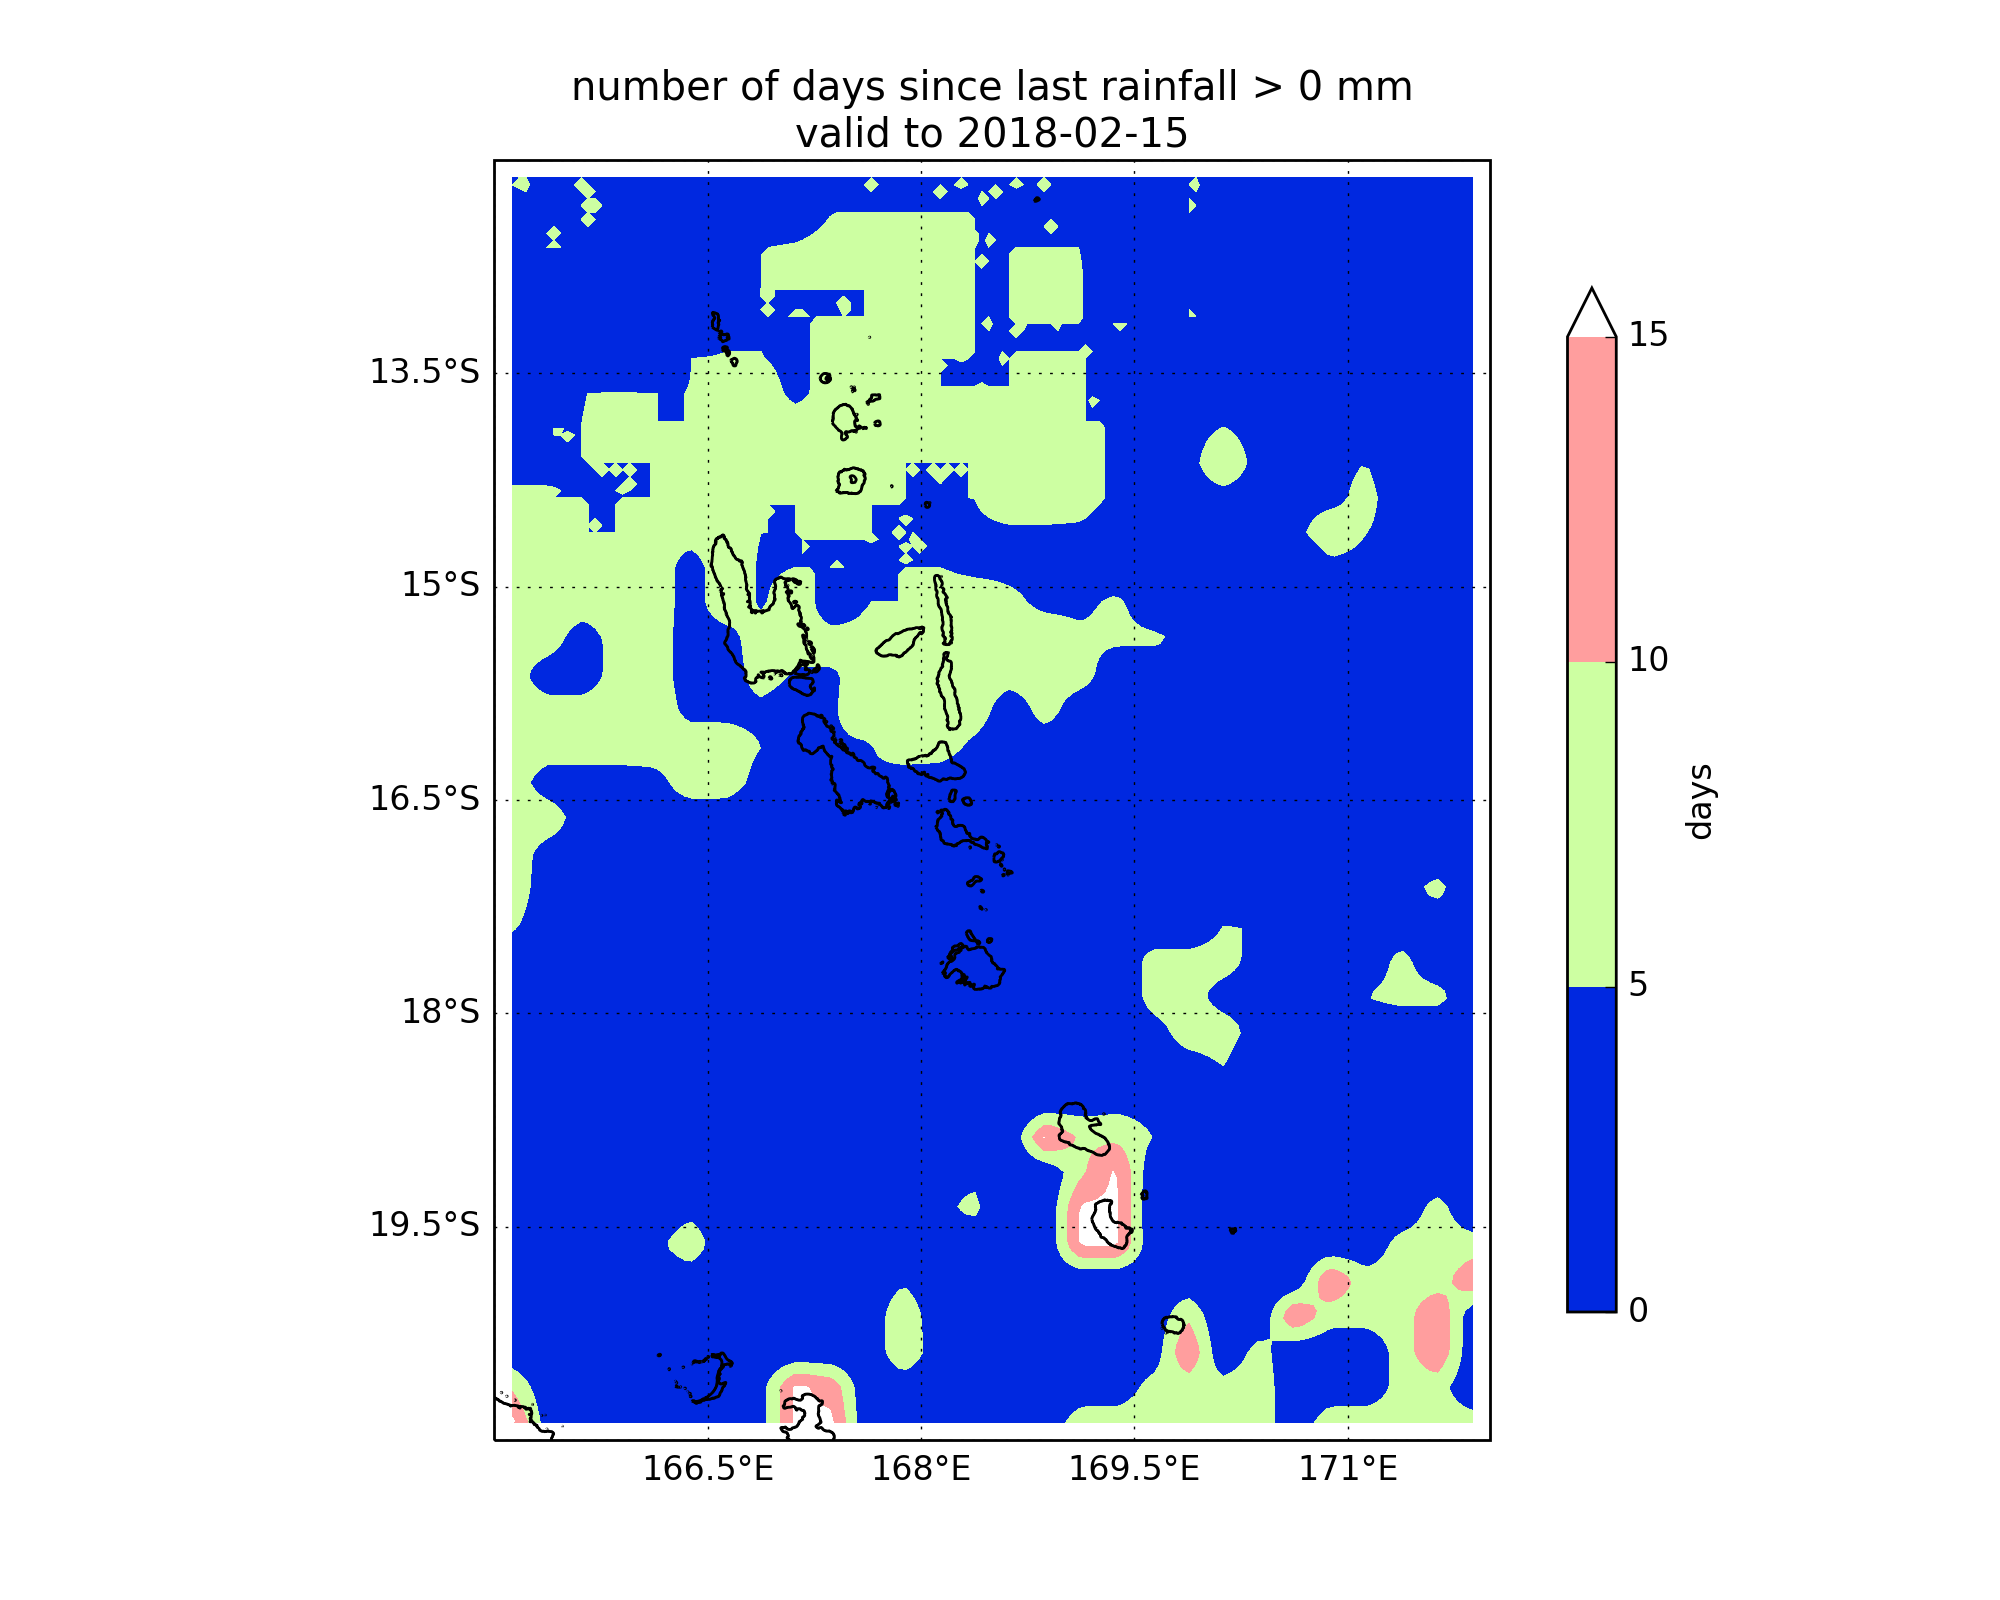 number of days since last rainfall > 0 mm
valid to 2018-02-15
13.5°S
15°S
16.5°S
18°S
19.5°S
166.5°E
168°E
169.5°E
171°E
15
10
5
0
days